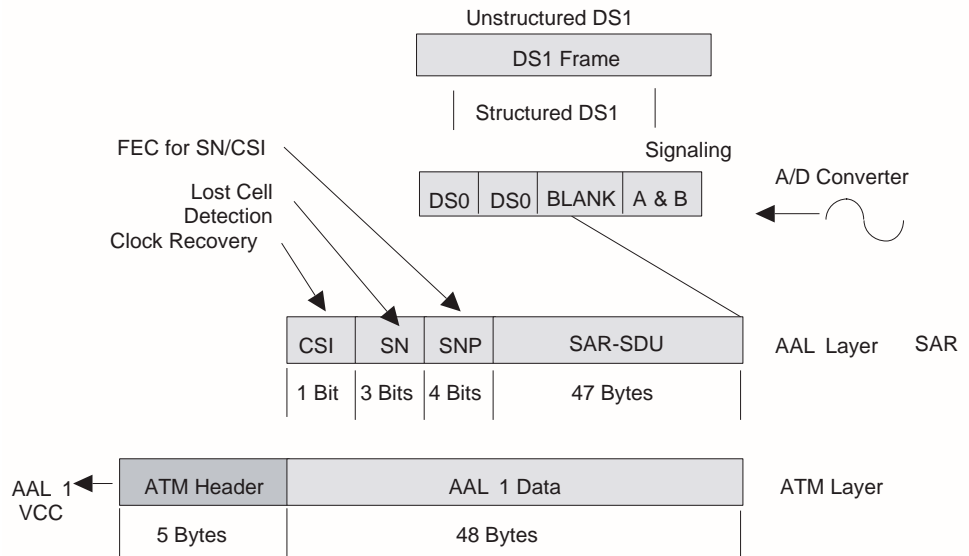 Unstructured DS1
DS1 Frame
Structured DS1
FEC for SN/CSI
Signaling
Lost Cell
Detection
Clock Recovery
A/D Converter
DS0 DS0 BLANK A & B
CSI SN SNP SAR-SDU AAL Layer SAR
1 Bit 3 Bits 4 Bits 47 Bytes
AAL 1
VCC
ATM Header AAL 1 Data ATM Layer
5 Bytes 48 Bytes